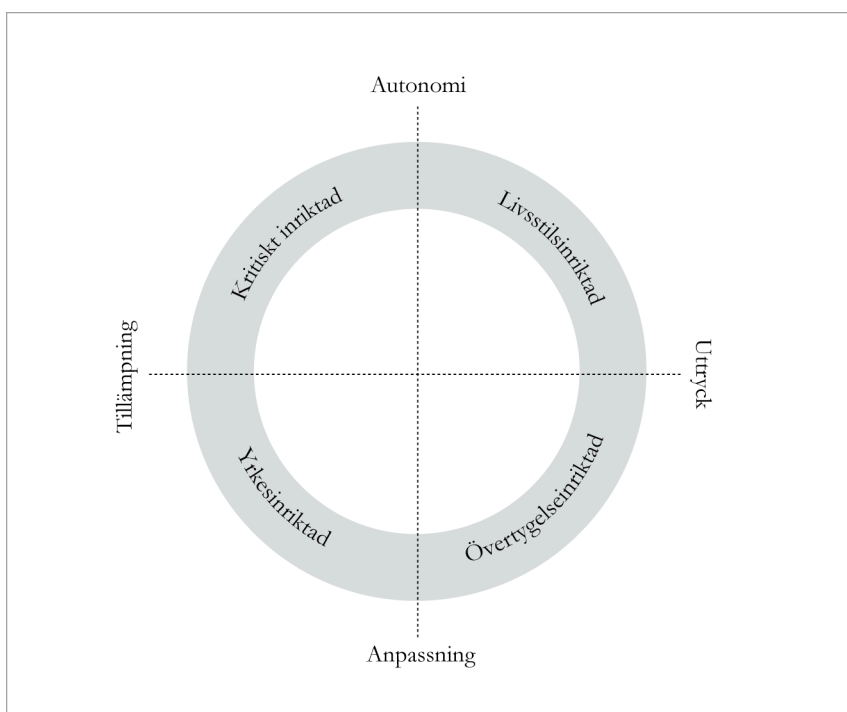 Autonomi
Kritiskt inriktad
Livsstilsinriktad
Tillämpning
Uttryck
Yrkesinriktad
Övertygelseinriktad
Anpassning